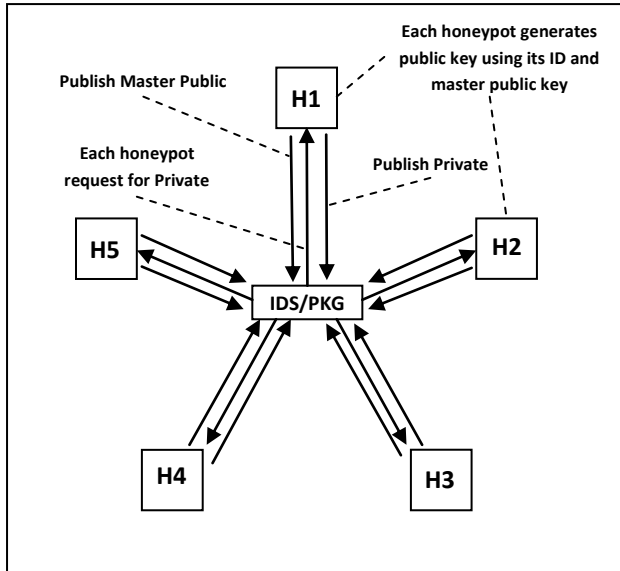 Each honeypot generates
public key using its ID and
master public key
Publish Master Public
H1
Each honeypot
request for Private
Publish Private
H5
H2
IDS/PKG
H4
H3